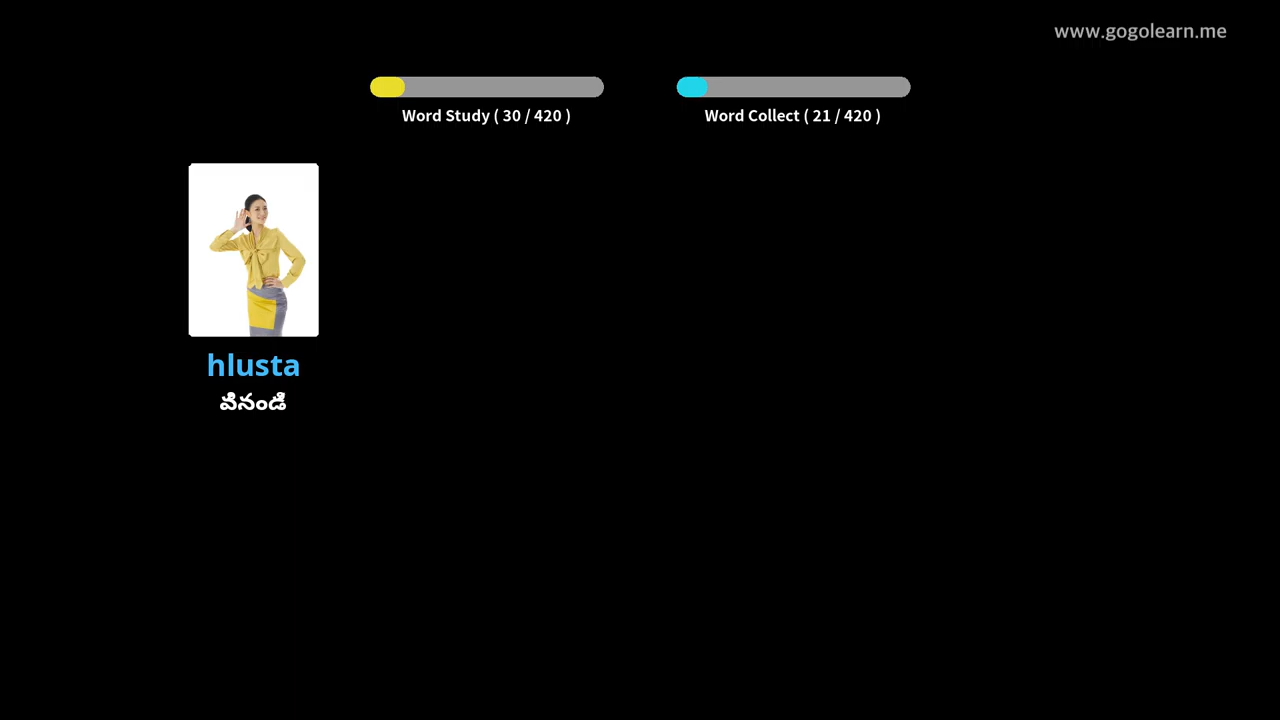 www.gogolearn.me
Word Study ( 30 / 420 )
Word Collect ( 21 / 420 )
hlusta
వినండి